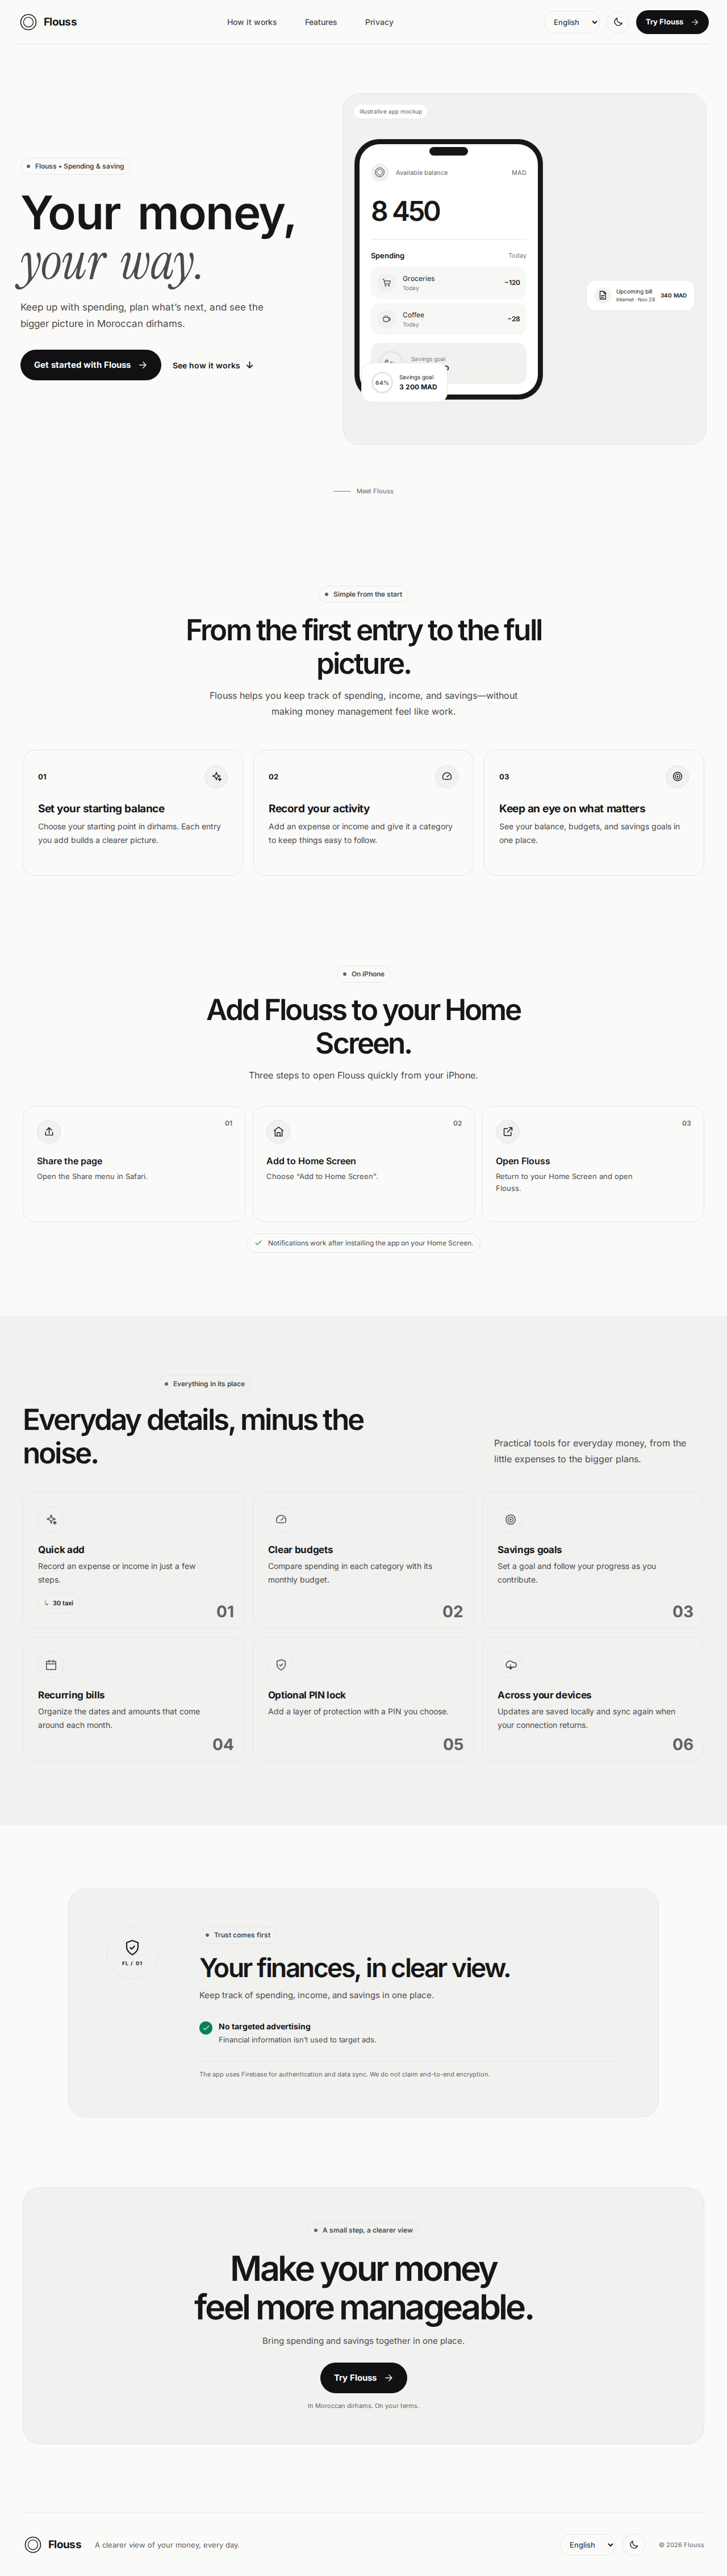 Flouss
How it works
Features
Privacy
English
Try Flouss
Flouss • Spending & saving
Your money,
your way.
Keep up with spending, plan what's next, and see the
bigger picture in Moroccan dirhams.
Get started with Flouss
See how it works
Illustrative app mockup
Available balance
MAD
8 450
Spending
Today
Groceries
Today
−120
Coffee
Today
−28
Savings goal
64%
Savings goal
3 200 MAD
Upcoming bill
Internet · Nov 28
340 MAD
Meet Flouss
Simple from the start
From the first entry to the full
picture.
Flouss helps you keep track of spending, income, and savings—without
making money management feel like work.
01
Set your starting balance
Choose your starting point in dirhams. Each entry
you add builds a clearer picture.
02
Record your activity
Add an expense or income and give it a category
to keep things easy to follow.
03
Keep an eye on what matters
See your balance, budgets, and savings goals in
one place.
On iPhone
Add Flouss to your Home
Screen.
Three steps to open Flouss quickly from your iPhone.
01
Share the page
Open the Share menu in Safari.
02
Add to Home Screen
Choose "Add to Home Screen".
03
Open Flouss
Return to your Home Screen and open
Flouss.
Notifications work after installing the app on your Home Screen.
Everything in its place
Everyday details, minus the
noise.
Practical tools for everyday money, from the
little expenses to the bigger plans.
Quick add
Record an expense or income in just a few
steps.
30 taxi
01
Clear budgets
Compare spending in each category with its
monthly budget.
02
Savings goals
Set a goal and follow your progress as you
contribute.
03
Recurring bills
Organize the dates and amounts that come
around each month.
04
Optional PIN lock
Add a layer of protection with a PIN you choose.
05
Across your devices
Updates are saved locally and sync again when
your connection returns.
06
FL / 01
Trust comes first
Your finances, in clear view.
Keep track of spending, income, and savings in one place.
No targeted advertising
Financial information isn't used to target ads.
The app uses Firebase for authentication and data sync. We do not claim end-to-end encryption.
A small step, a clearer view
Make your money
feel more manageable.
Bring spending and savings together in one place.
Try Flouss
In Moroccan dirhams. On your terms.
Flouss
A clearer view of your money, every day.
English
© 2026 Flouss